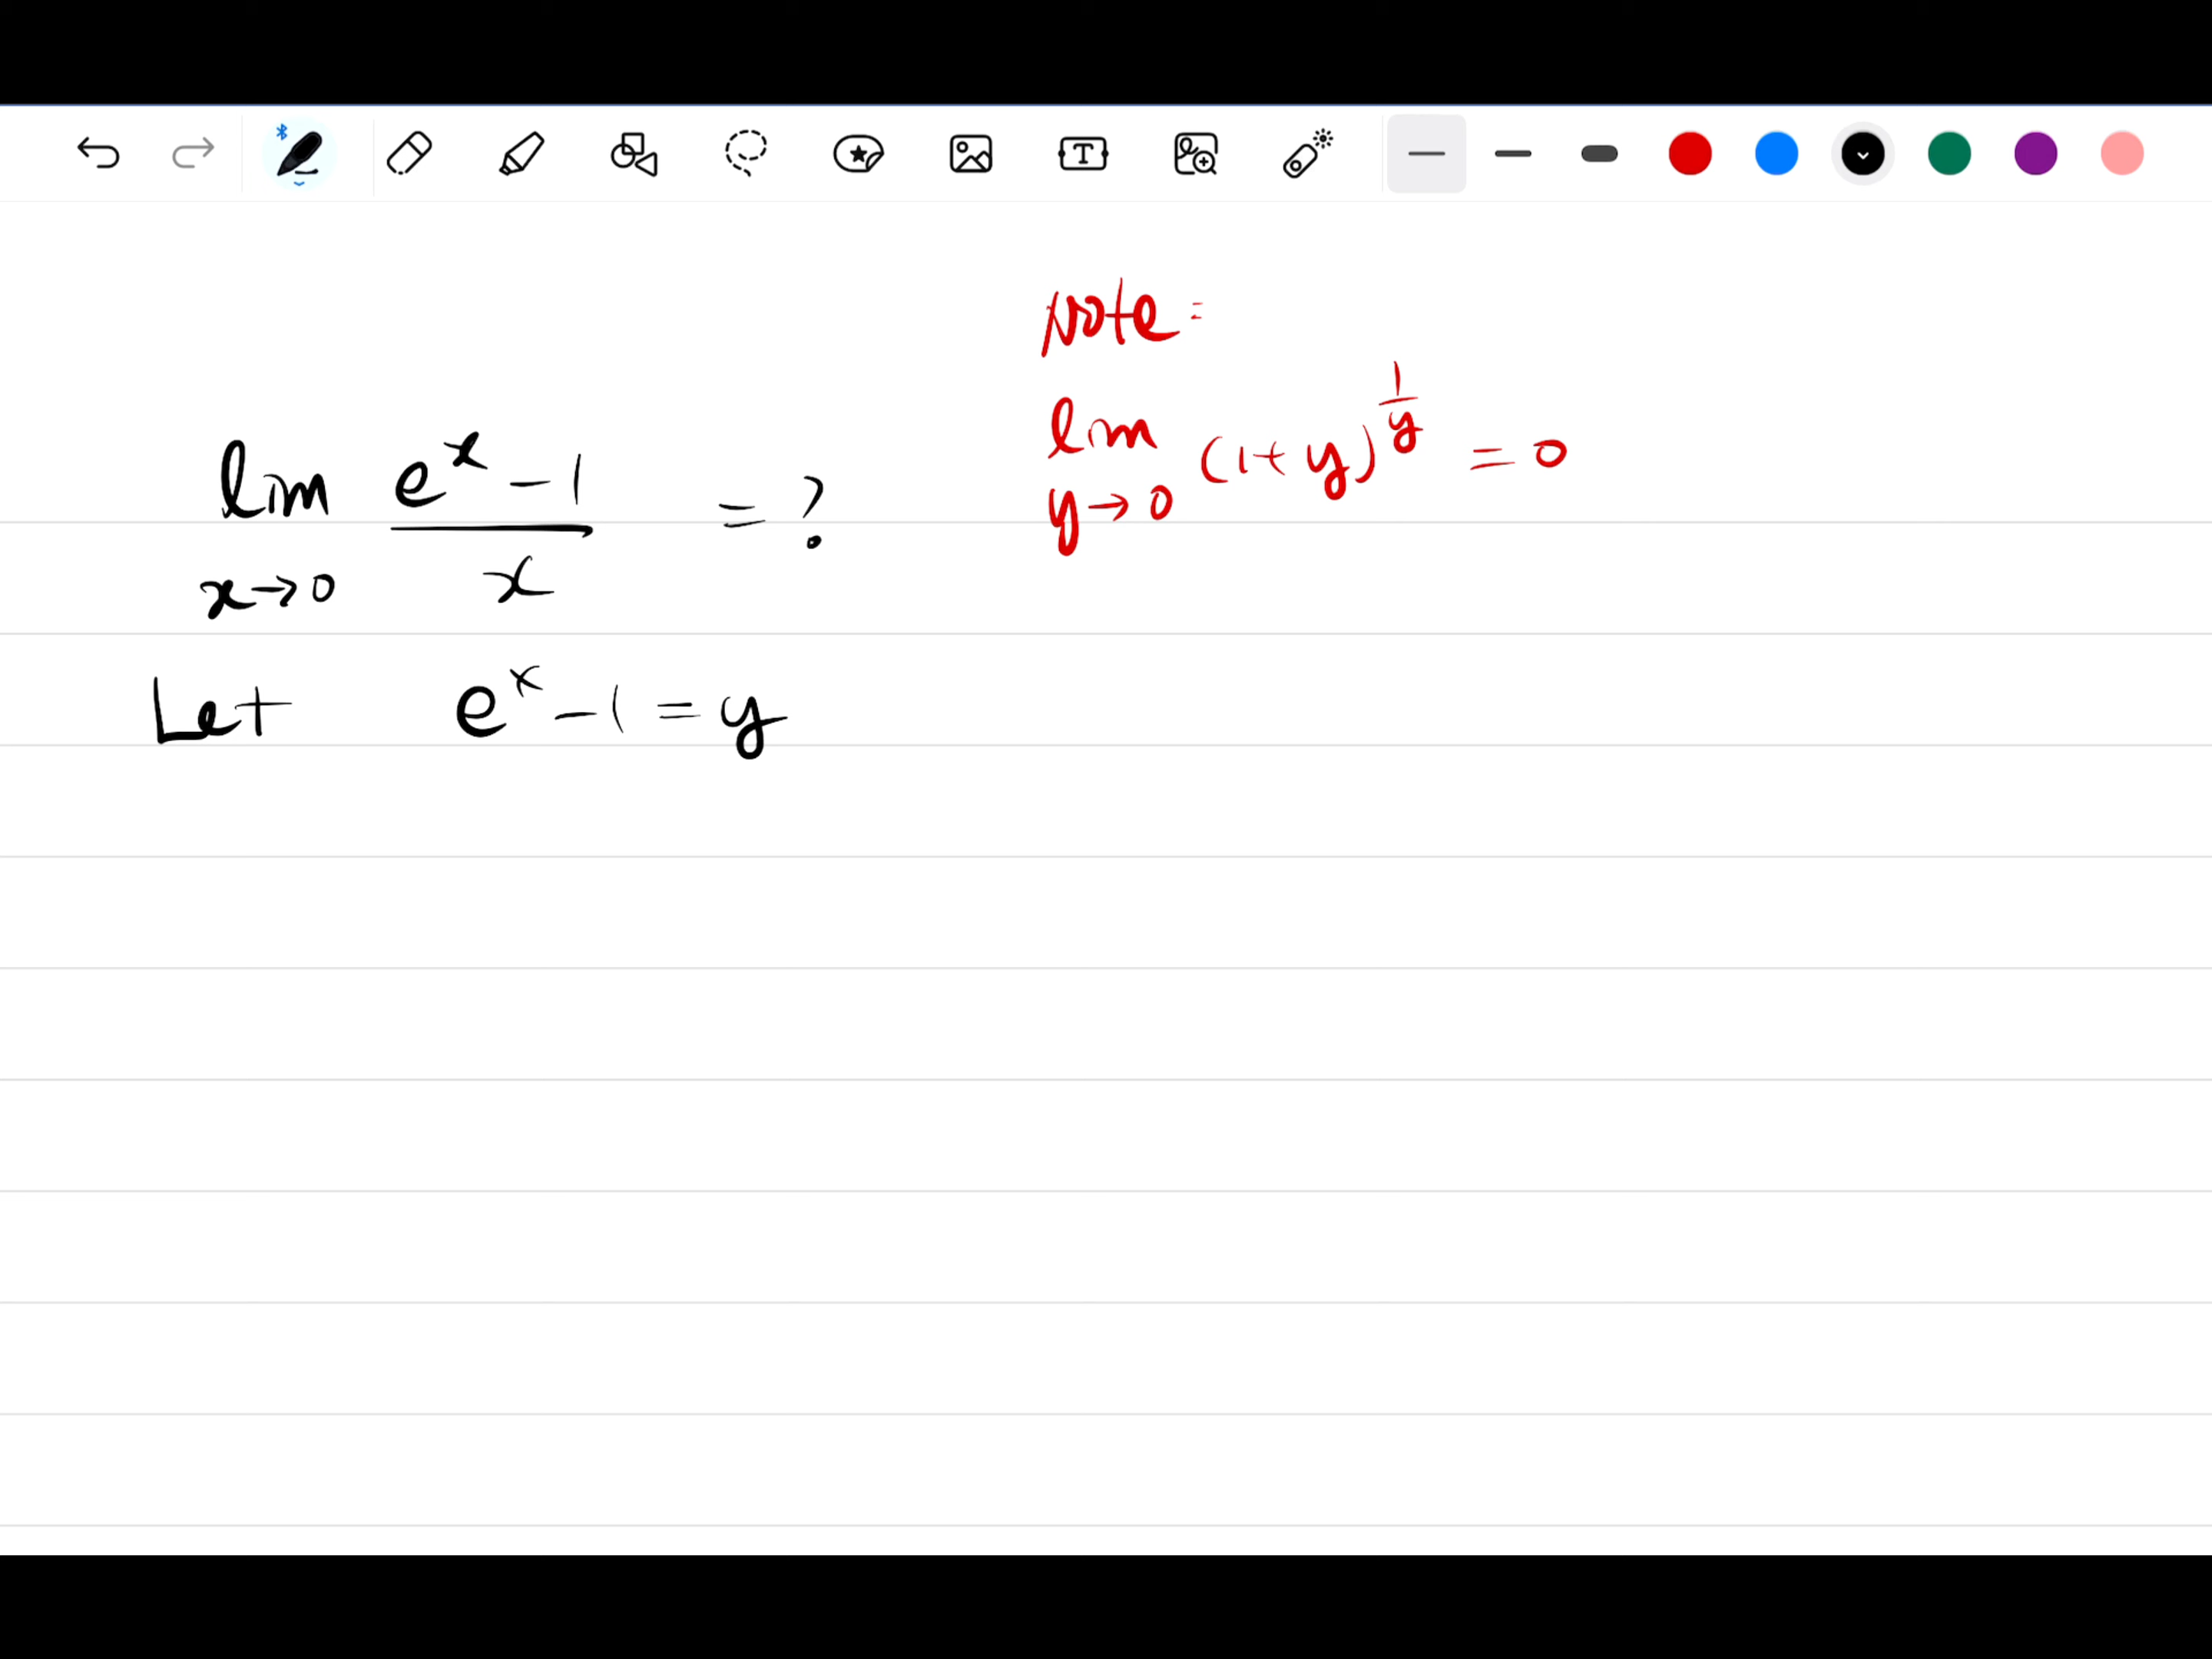 Note:
lim (1+y)^{1/y} = 0
y→0
lim e^x - 1 = ?
x→0 x
Let e^x - 1 = y